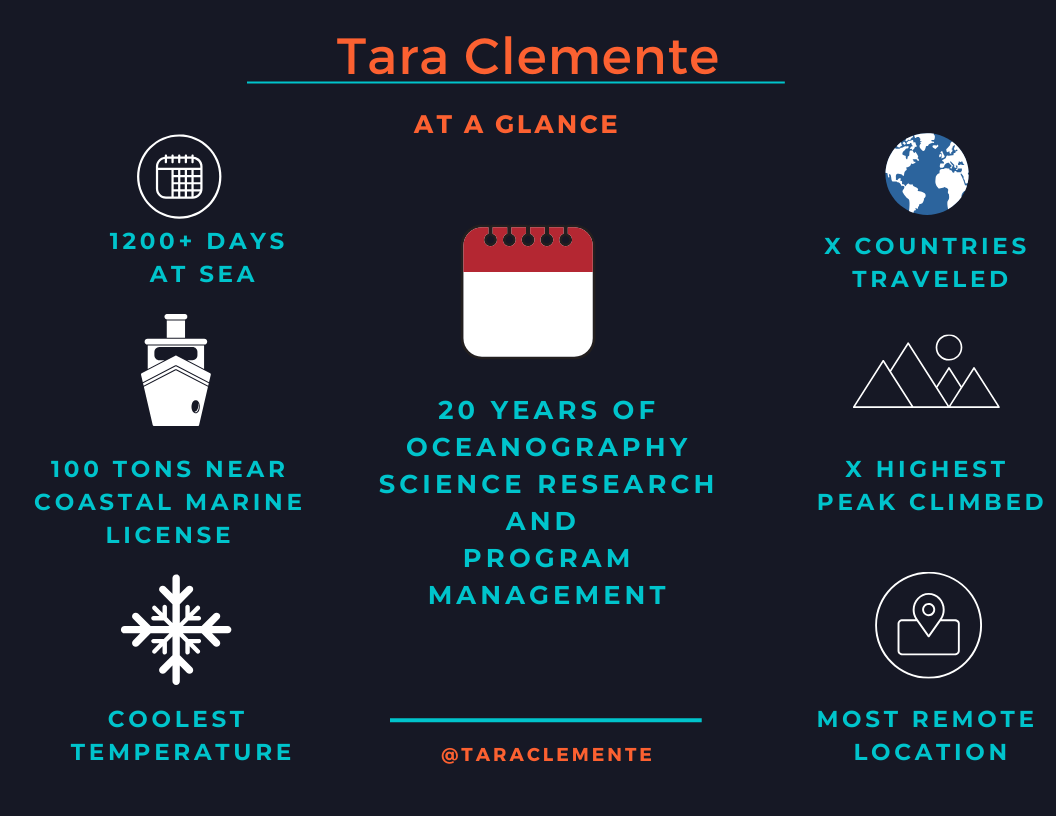 Tara Clemente
AT A GLANCE
1200+ DAYS
AT SEA
100 TONS NEAR
COASTAL MARINE
LICENSE
COOLEST
TEMPERATURE
20 YEARS OF
OCEANOGRAPHY
SCIENCE RESEARCH
AND
PROGRAM
MANAGEMENT
@TARACLEMENTE
X COUNTRIES
TRAVELED
X HIGHEST
PEAK CLIMBED
MOST REMOTE
LOCATION